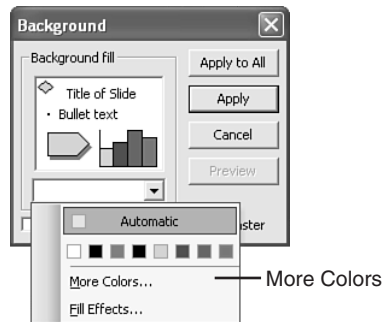 Background
Background fill
Title of Slide
• Bullet text
Apply to All
Apply
Cancel
Preview
Automatic
ster
More Colors...
Fill Effects...
More Colors